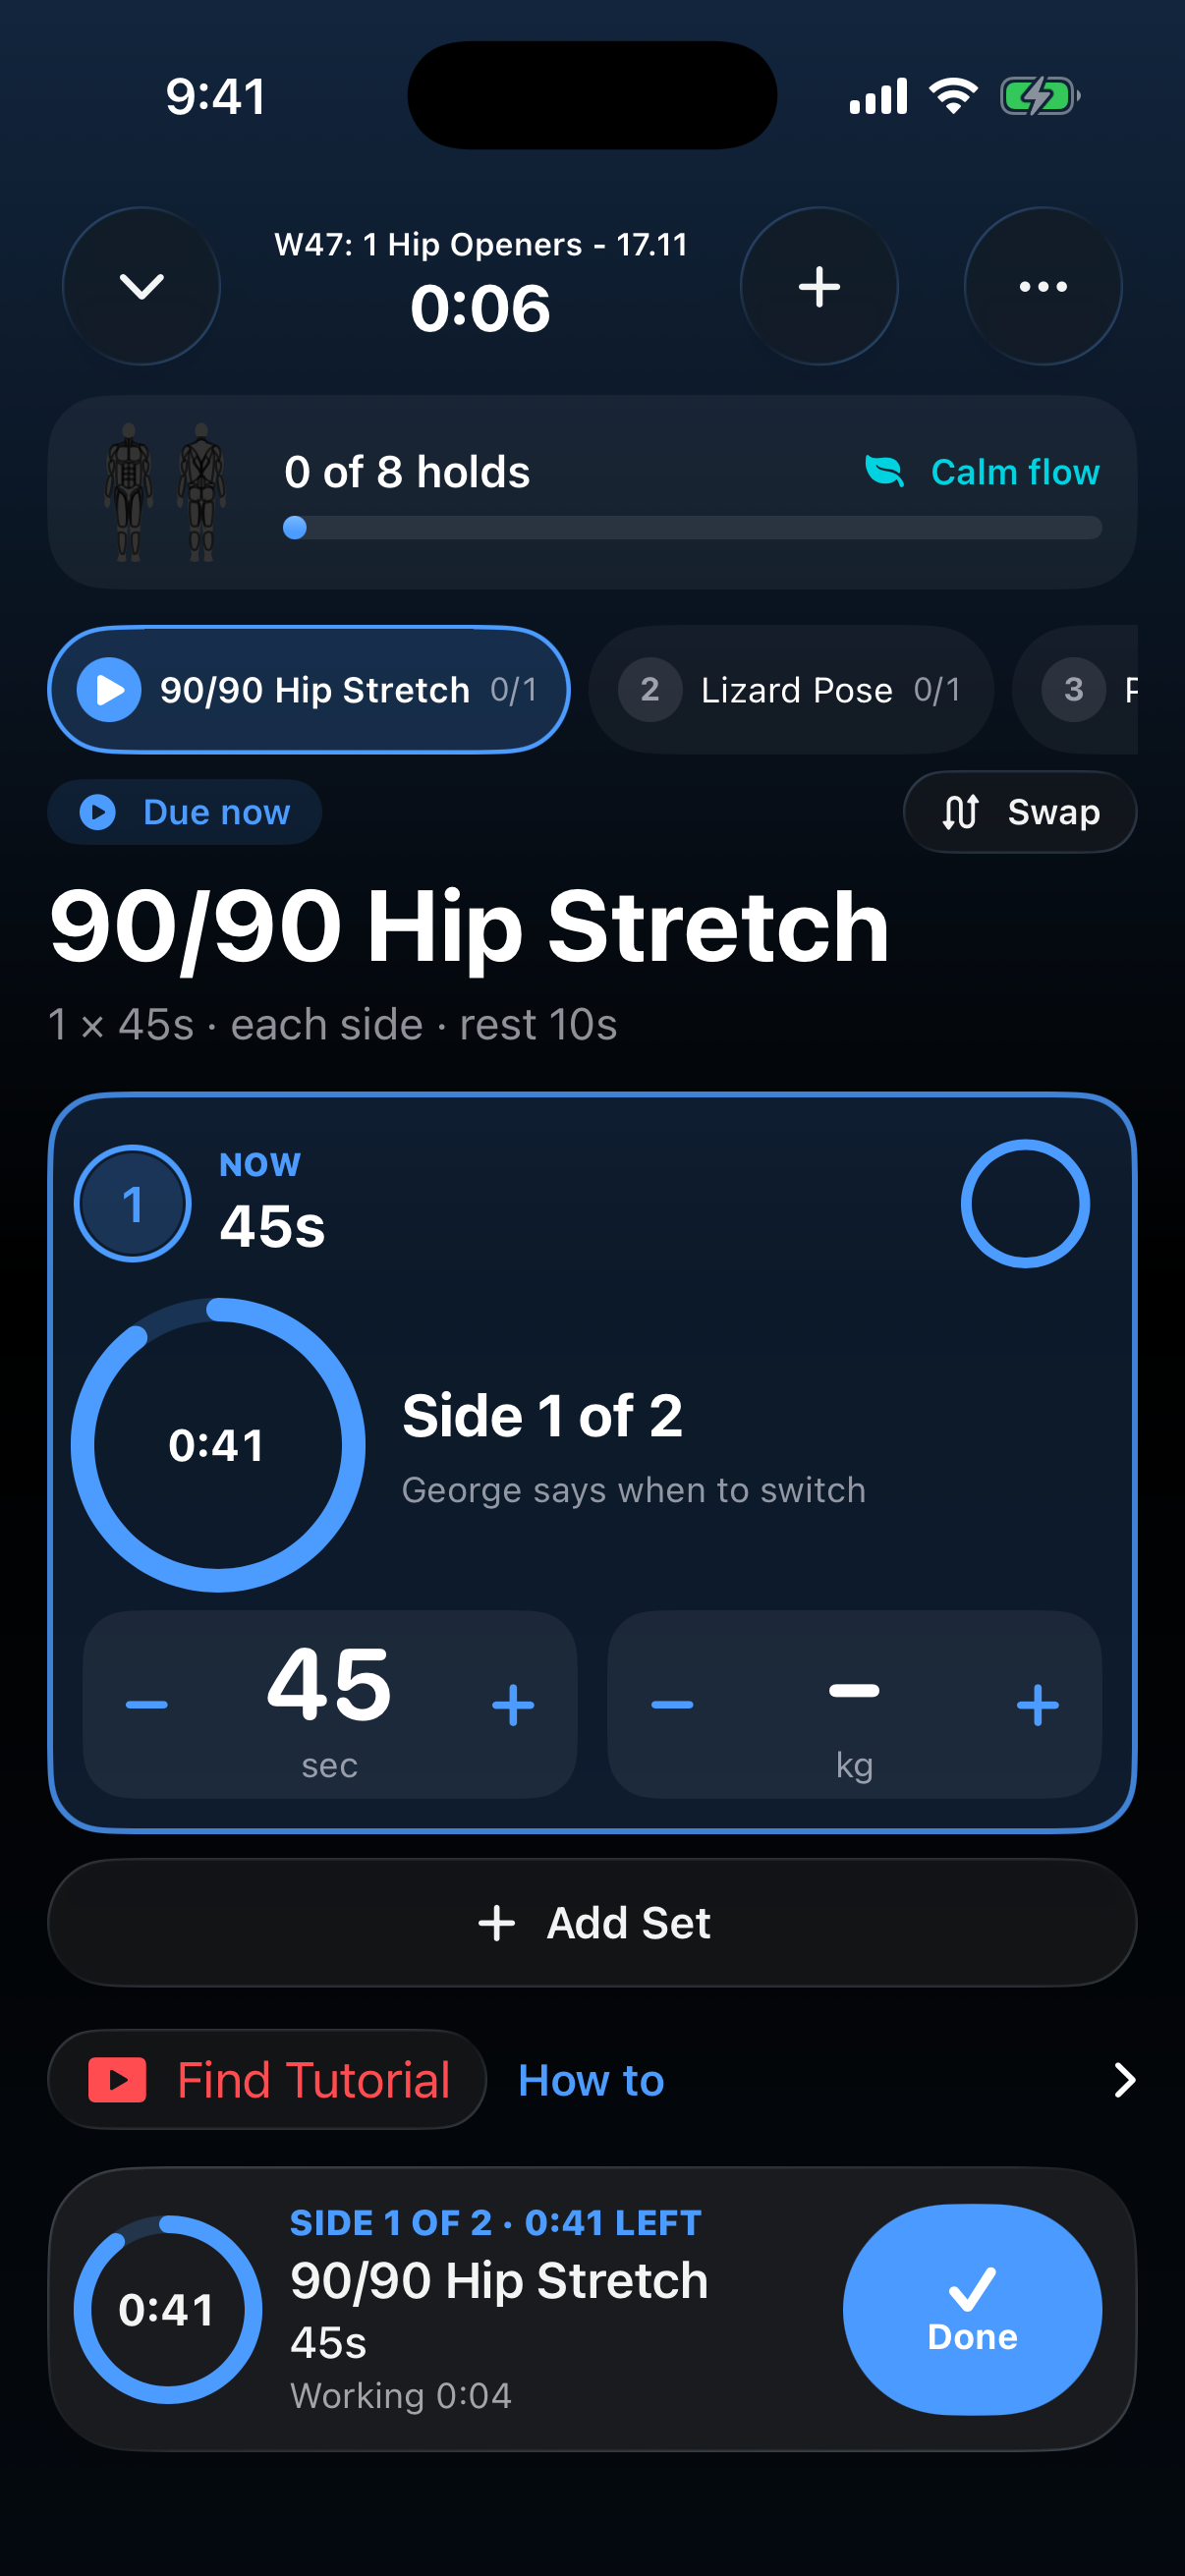 9:41
W47: 1 Hip Openers - 17.11
0:06
0 of 8 holds
Calm flow
90/90 Hip Stretch 0/1
2 Lizard Pose 0/1
3
Due now
Swap
90/90 Hip Stretch
1 × 45s · each side · rest 10s
1
NOW
45s
0:41
Side 1 of 2
George says when to switch
− 45 +
sec
− – +
kg
+ Add Set
Find Tutorial
How to
SIDE 1 OF 2 · 0:41 LEFT
0:41
90/90 Hip Stretch
45s
Working 0:04
Done